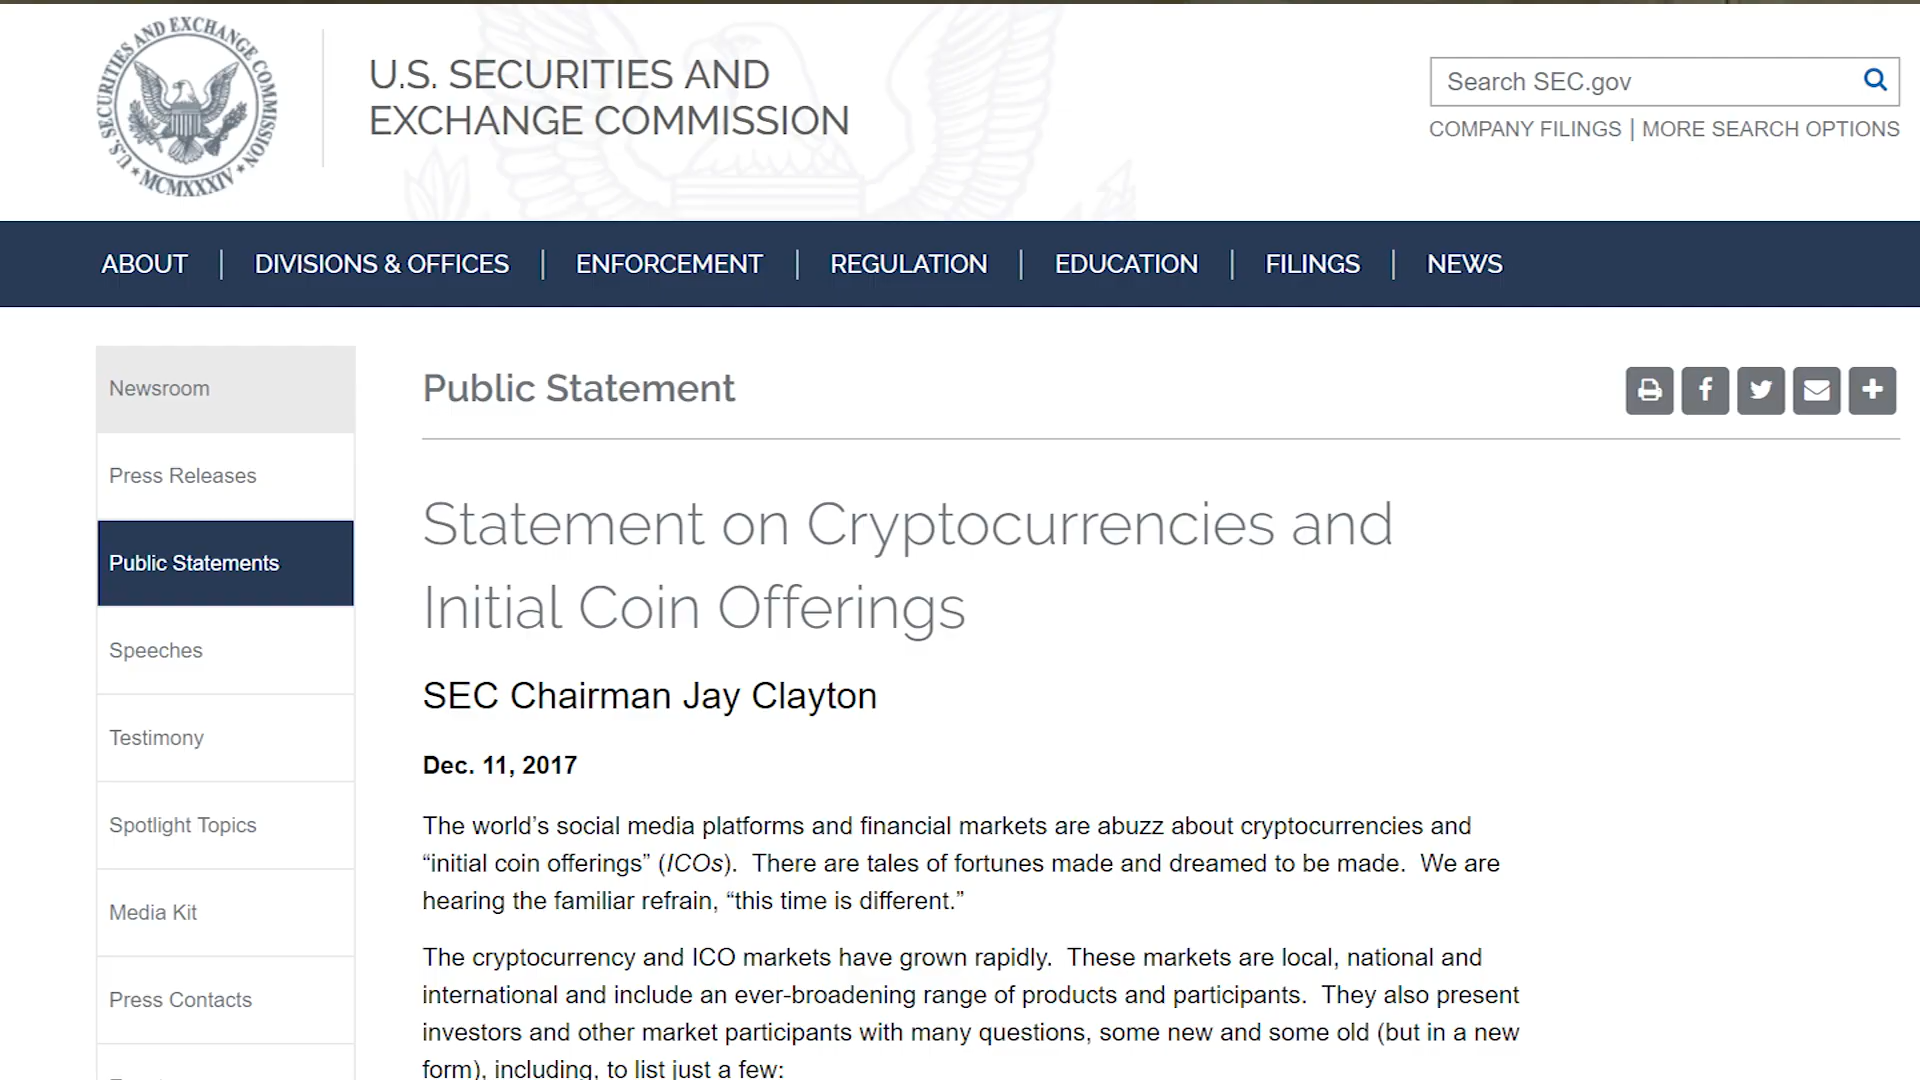 U.S. SECURITIES AND EXCHANGE COMMISSION
MCMXXXIV
U.S. SECURITIES AND
EXCHANGE COMMISSION
Search SEC.gov
COMPANY FILINGS | MORE SEARCH OPTIONS
ABOUT | DIVISIONS & OFFICES | ENFORCEMENT | REGULATION | EDUCATION | FILINGS | NEWS
Newsroom
Press Releases
Public Statements
Speeches
Testimony
Spotlight Topics
Media Kit
Press Contacts
Public Statement
Statement on Cryptocurrencies and
Initial Coin Offerings
SEC Chairman Jay Clayton
Dec. 11, 2017
The world’s social media platforms and financial markets are abuzz about cryptocurrencies and
“initial coin offerings” (ICOs).  There are tales of fortunes made and dreamed to be made.  We are
hearing the familiar refrain, “this time is different.”
The cryptocurrency and ICO markets have grown rapidly.  These markets are local, national and
international and include an ever-broadening range of products and participants.  They also present
investors and other market participants with many questions, some new and some old (but in a new
form), including, to list just a few: